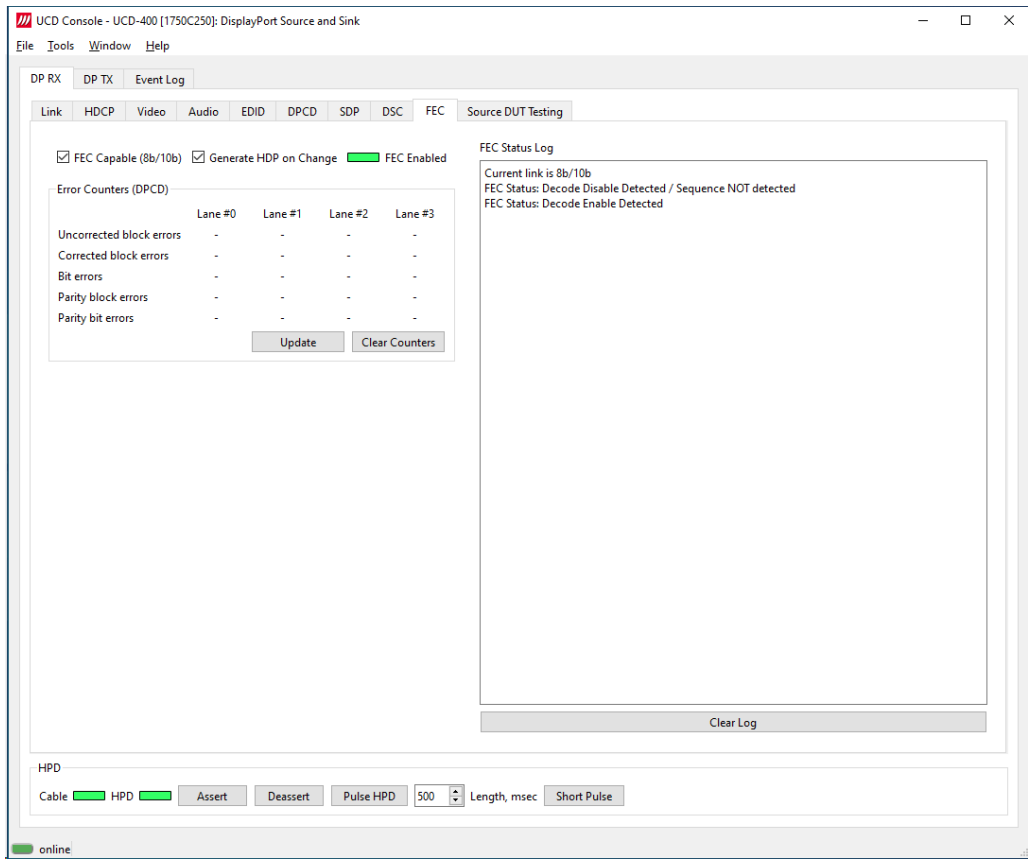 UCD Console - UCD-400 [1750C250]: DisplayPort Source and Sink
File Tools Window Help
DP RX DP TX Event Log
Link HDCP Video Audio EDID DPCD SDP DSC FEC Source DUT Testing
FEC Capable (8b/10b) Generate HDP on Change FEC Enabled
Error Counters (DPCD)
Lane #0 Lane #1 Lane #2 Lane #3
Uncorrected block errors - - - -
Corrected block errors - - - -
Bit errors - - - -
Parity block errors - - - -
Parity bit errors - - - -
Update Clear Counters
FEC Status Log
Current link is 8b/10b
FEC Status: Decode Disable Detected / Sequence NOT detected
FEC Status: Decode Enable Detected
Clear Log
HPD
Cable HPD Assert Deassert Pulse HPD 500 Length, msec Short Pulse
online